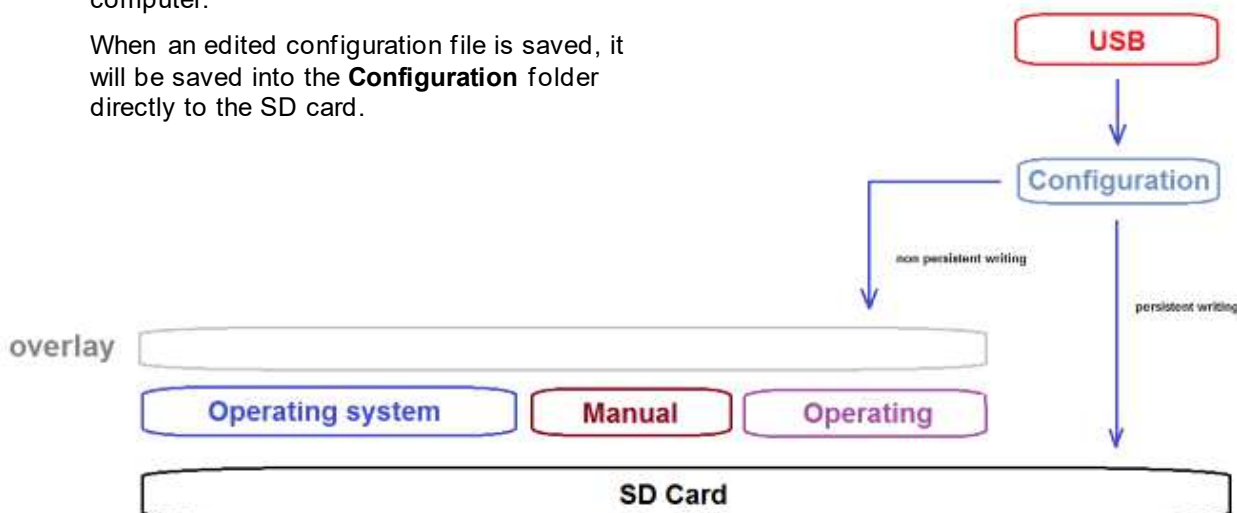 computer.
When an edited configuration file is saved, it
will be saved into the Configuration folder
directly to the SD card.
USB
Configuration
non persistent writing
persistent writing
overlay
Operating system
Manual
Operating
SD Card